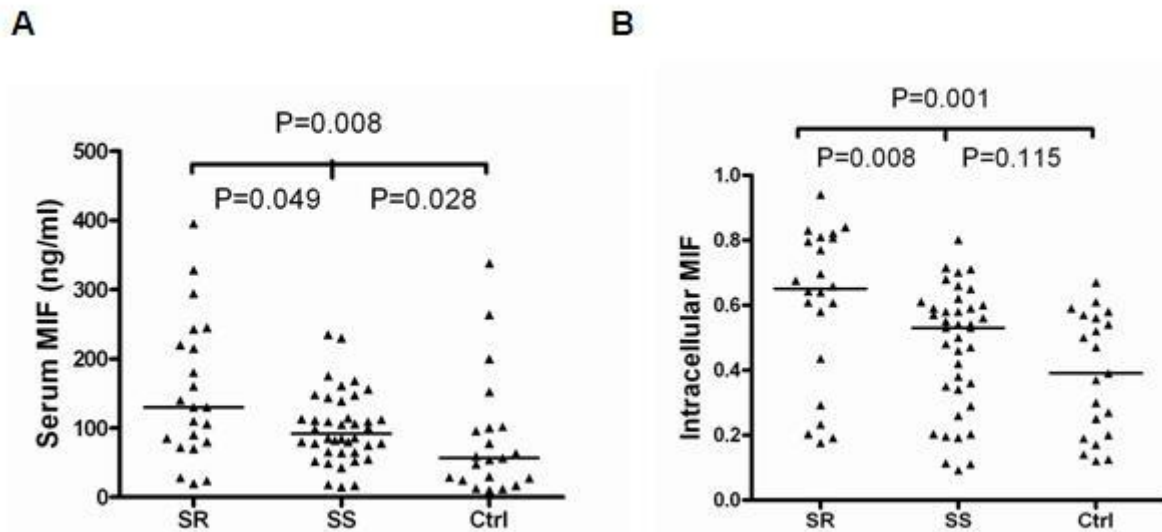 A
P=0.008
P=0.049 P=0.028
Serum MIF (ng/ml)
500
400
300
200
100
0
SR SS Ctrl
B
P=0.001
P=0.008 P=0.115
Intracellular MIF
1.0
0.8
0.6
0.4
0.2
0.0
SR SS Ctrl